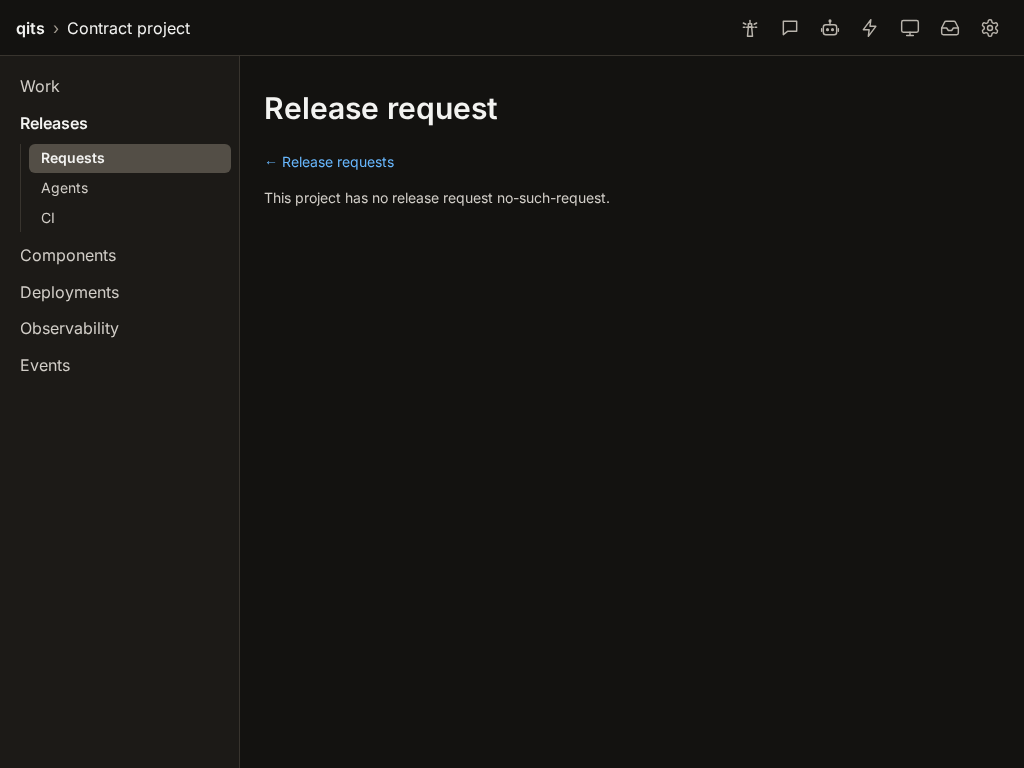 qits › Contract project
Work
Releases
Requests
Agents
CI
Components
Deployments
Observability
Events
Release request
← Release requests
This project has no release request no-such-request.